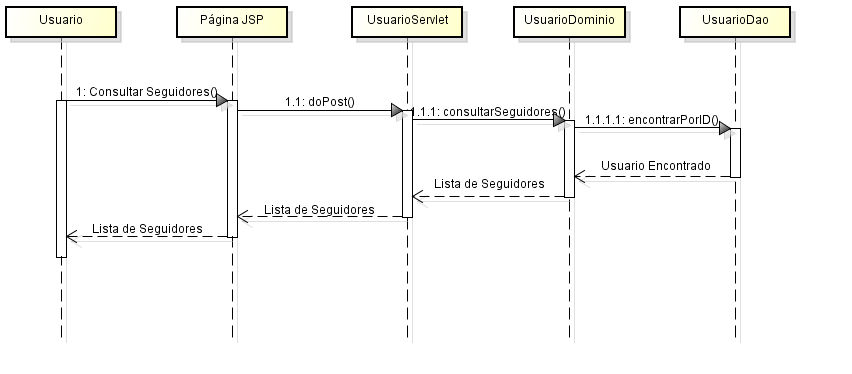 Usuario
Página JSP
UsuarioServlet
UsuarioDominio
UsuarioDao
1: Consultar Seguidores()
1.1: doPost()
1.1.1: consultarSeguidores()
1.1.1.1: encontrarPorID()
Usuario Encontrado
Lista de Seguidores
Lista de Seguidores
Lista de Seguidores